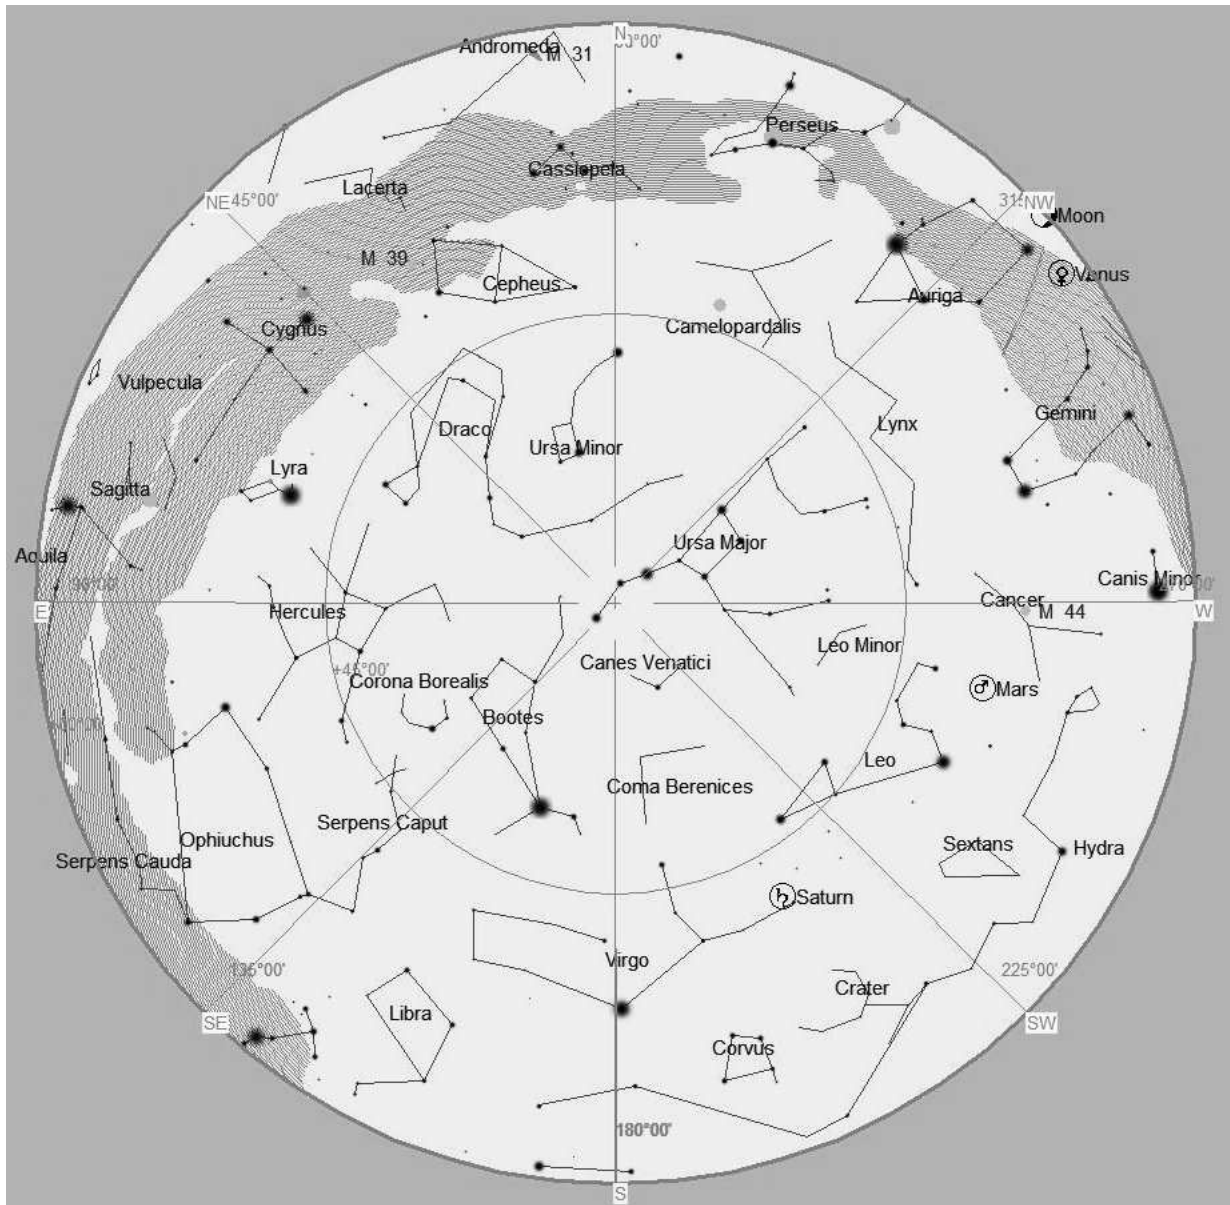 N
Andromeda
M 31
Perseus
Cassiopeia
Lacerta
NE
45°00'
NW
Moon
M 39
Cepheus
Venus
Auriga
Cygnus
Camelopardalis
Vulpecula
Gemini
Lynx
Draco
Ursa Minor
Lyra
Sagitta
Ursa Major
Aquila
Canis Minor
E
Hercules
Cancer
M 44
W
Leo Minor
Canes Venatici
+45°00'
Corona Borealis
Mars
Bootes
Leo
Coma Berenices
Serpens Caput
Ophiuchus
Sextans
Hydra
Serpens Cauda
Saturn
Virgo
135°00'
225°00'
Crater
Libra
SE
SW
Corvus
180°00'
S